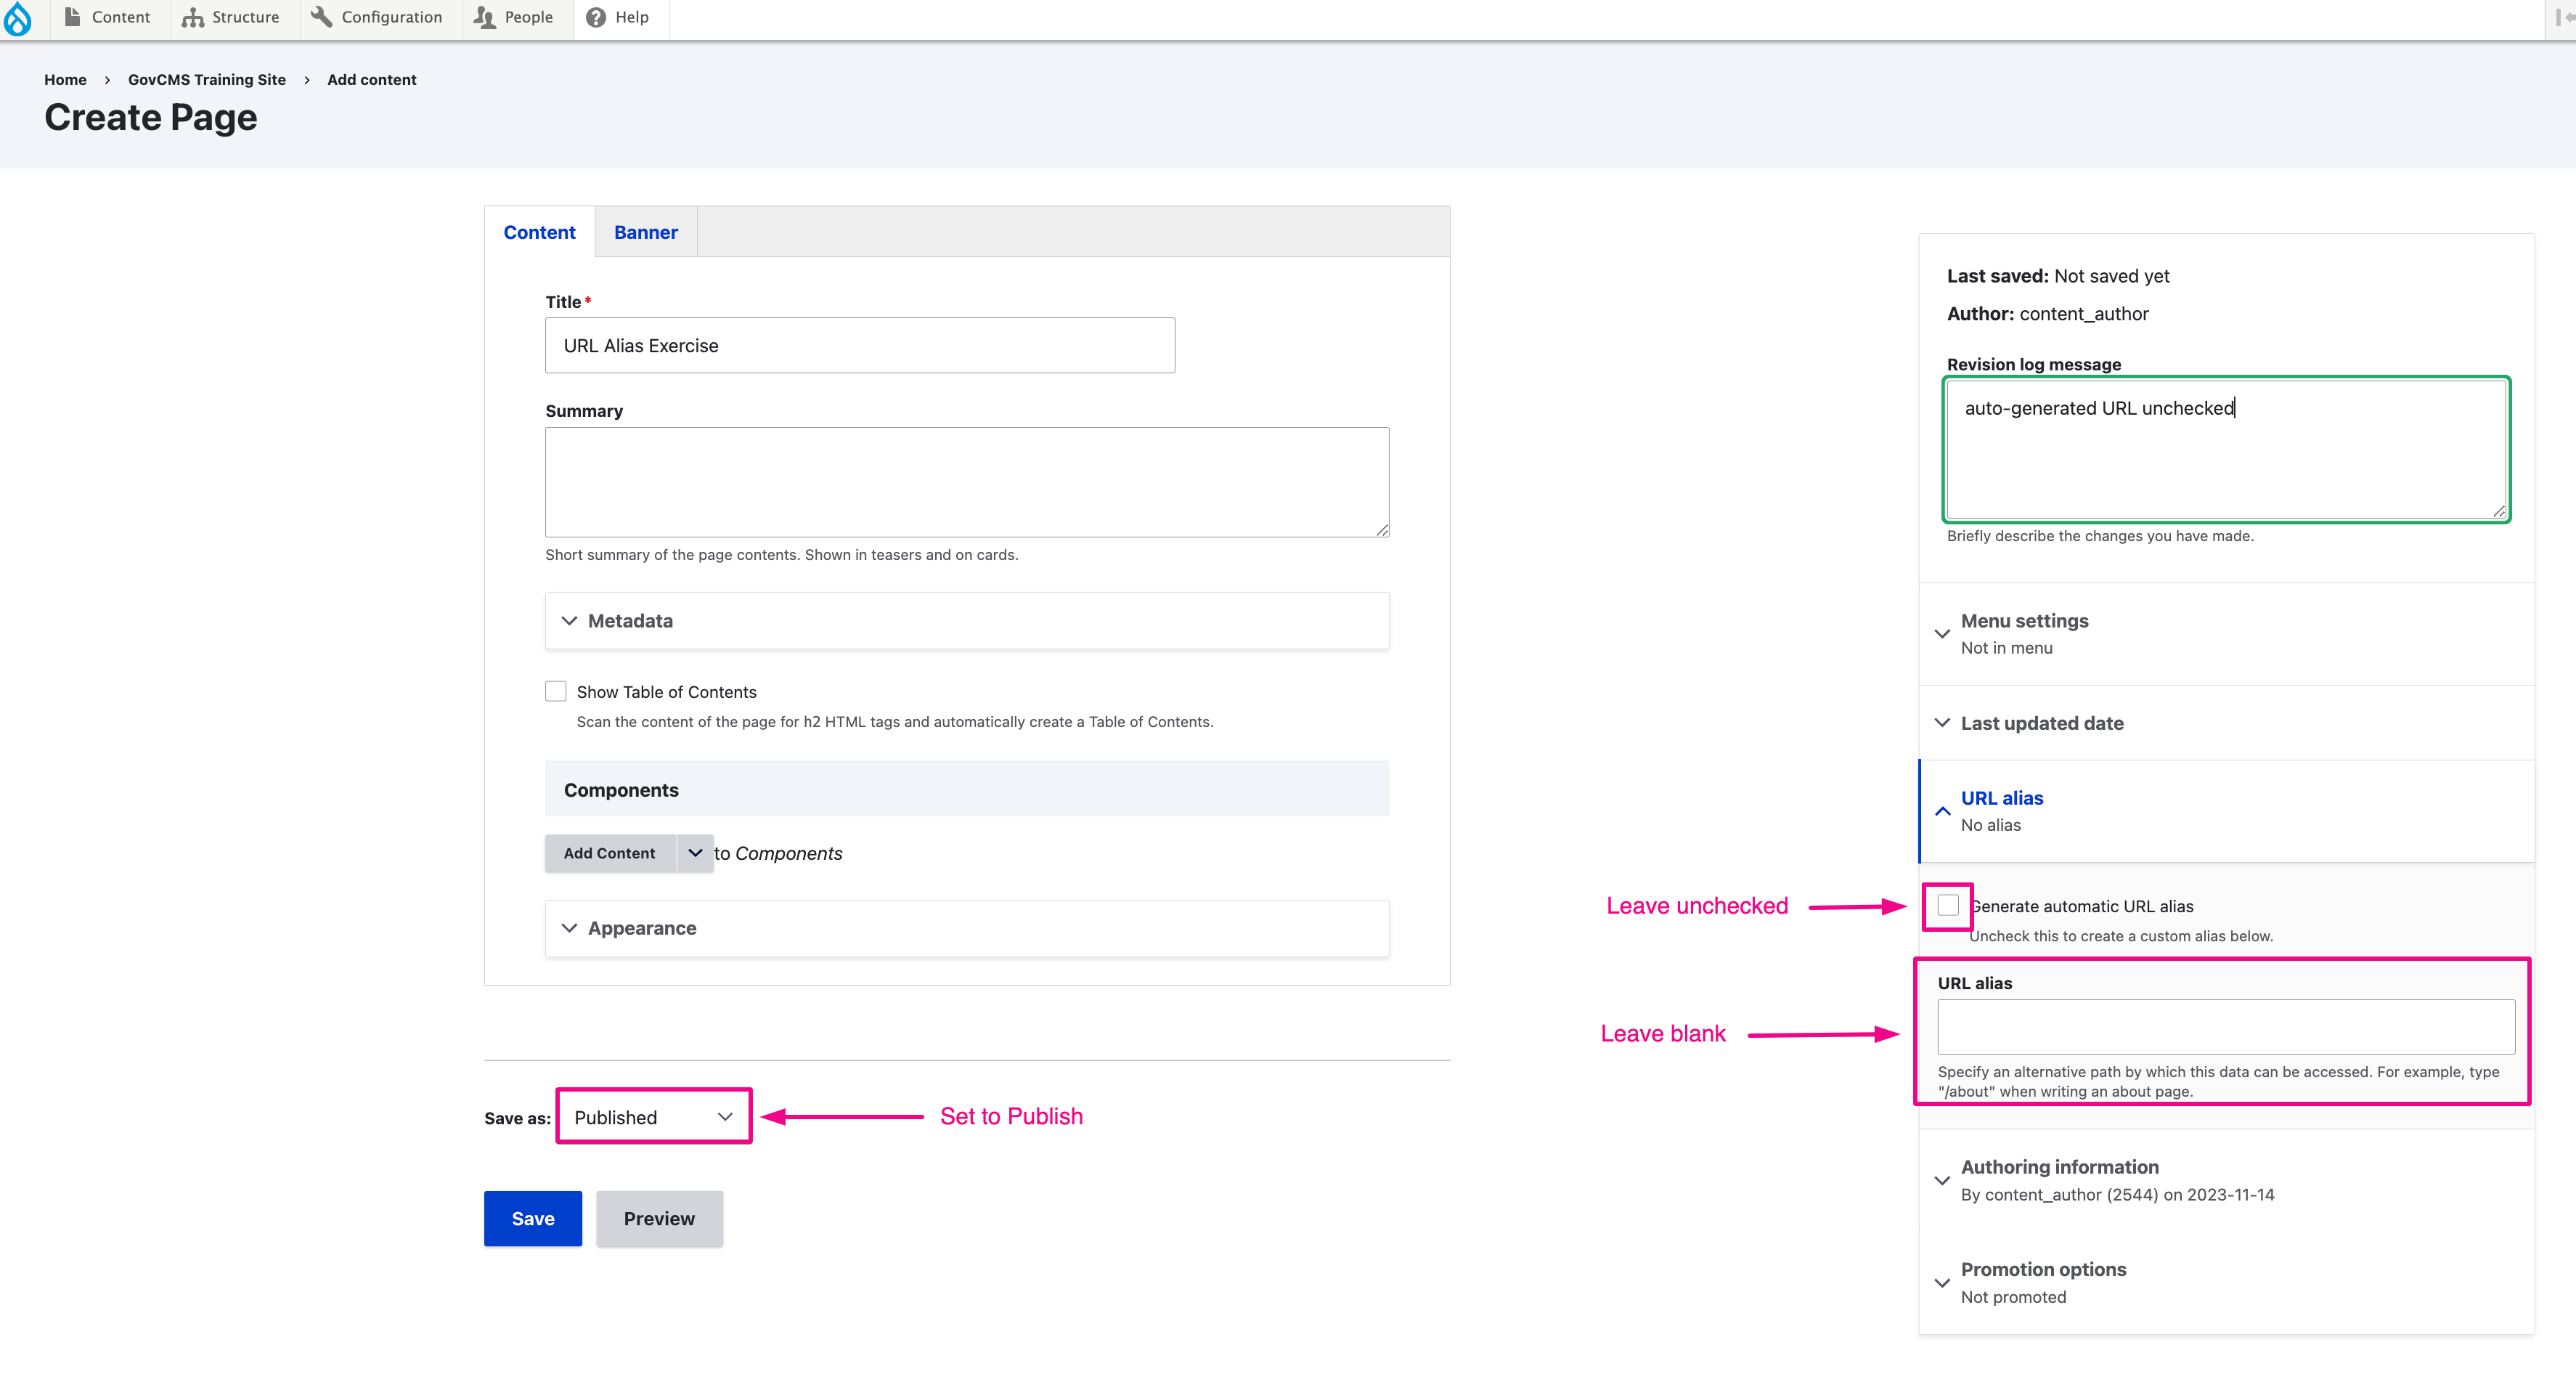 Content
Structure
Configuration
People
Help
Home > GovCMS Training Site > Add content
Create Page
Content
Banner
Title*
URL Alias Exercise
Summary
Short summary of the page contents. Shown in teasers and on cards.
Metadata
Show Table of Contents
Scan the content of the page for h2 HTML tags and automatically create a Table of Contents.
Components
Add Content
to Components
Appearance
Save as:
Published
Set to Publish
Save
Preview
Last saved: Not saved yet
Author: content_author
Revision log message
auto-generated URL unchecked
Briefly describe the changes you have made.
Menu settings
Not in menu
Last updated date
URL alias
No alias
Leave unchecked
Generate automatic URL alias
Uncheck this to create a custom alias below.
URL alias
Leave blank
Specify an alternative path by which this data can be accessed. For example, type
"/about" when writing an about page.
Authoring information
By content_author (2544) on 2023-11-14
Promotion options
Not promoted